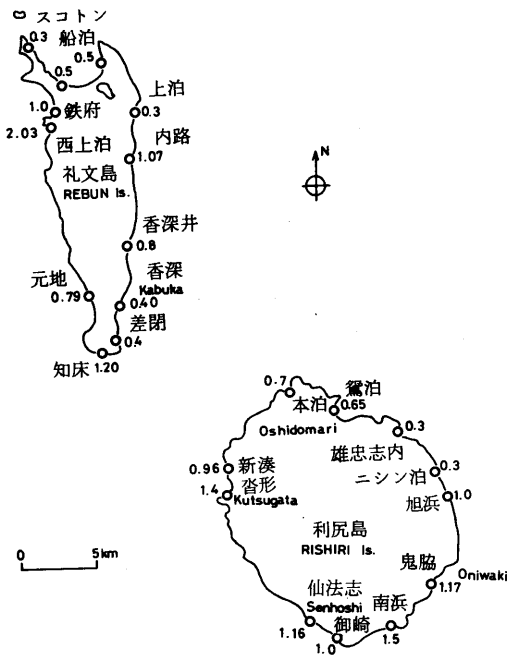 スコトン
0.3
船泊
0.5
0.5
上泊
1.0
鉄府
0.3
2.03
西上泊
内路
1.07
礼文島
REBUN Is.
N
香深井
0.8
元地
香深
Kabuka
0.79
0.40
差閉
0.4
知床
1.20
0.7
鴛泊
本泊
0.65
Oshidomari
0.3
雄忠志内
0.96
新湊
ニシン泊
0.3
1.4
沓形
Kutsugata
旭浜
1.0
利尻島
RISHIRI Is.
0
5km
鬼脇
Oniwaki
仙法志
1.17
Senhoshi
南浜
1.16
御崎
1.5
1.0